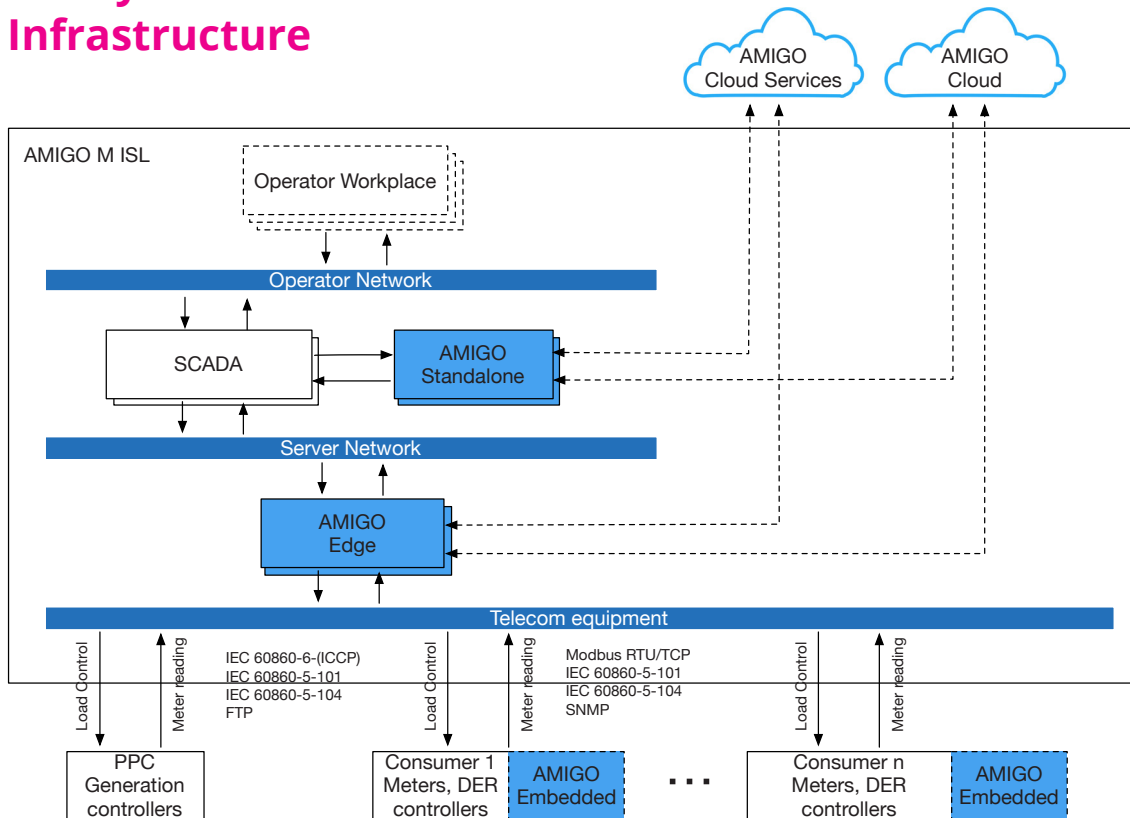 Infrastructure
AMIGO
Cloud Services
AMIGO
Cloud
AMIGO M ISL
Operator Workplace
Operator Network
SCADA
AMIGO
Standalone
Server Network
AMIGO
Edge
Telecom equipment
Load Control
Meter reading
IEC 60860-6-(ICCP)
IEC 60860-5-101
IEC 60860-5-104
FTP
Load Control
Meter reading
Modbus RTU/TCP
IEC 60860-5-101
IEC 60860-5-104
SNMP
Load Control
Meter reading
PPC
Generation
controllers
Consumer 1
Meters, DER
controllers
AMIGO
Embedded
...
Consumer n
Meters, DER
controllers
AMIGO
Embedded